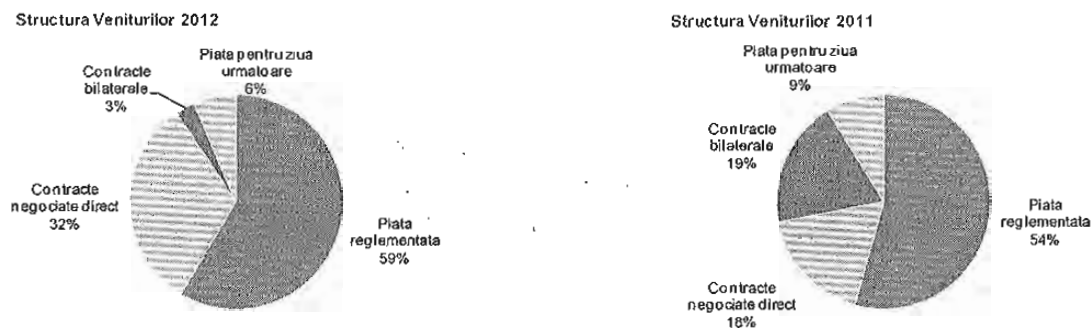 Structura Veniturilor 2012
Piata pentru ziua
urmatoare
6%
Contracte
bilaterale
3%
Contracte
negociate direct
32%
Piata
reglementata
59%
Structura Veniturilor 2011
Piata pentru ziua
urmatoare
9%
Contracte
bilaterale
19%
Piata
reglementata
54%
Contracte
negociate direct
18%